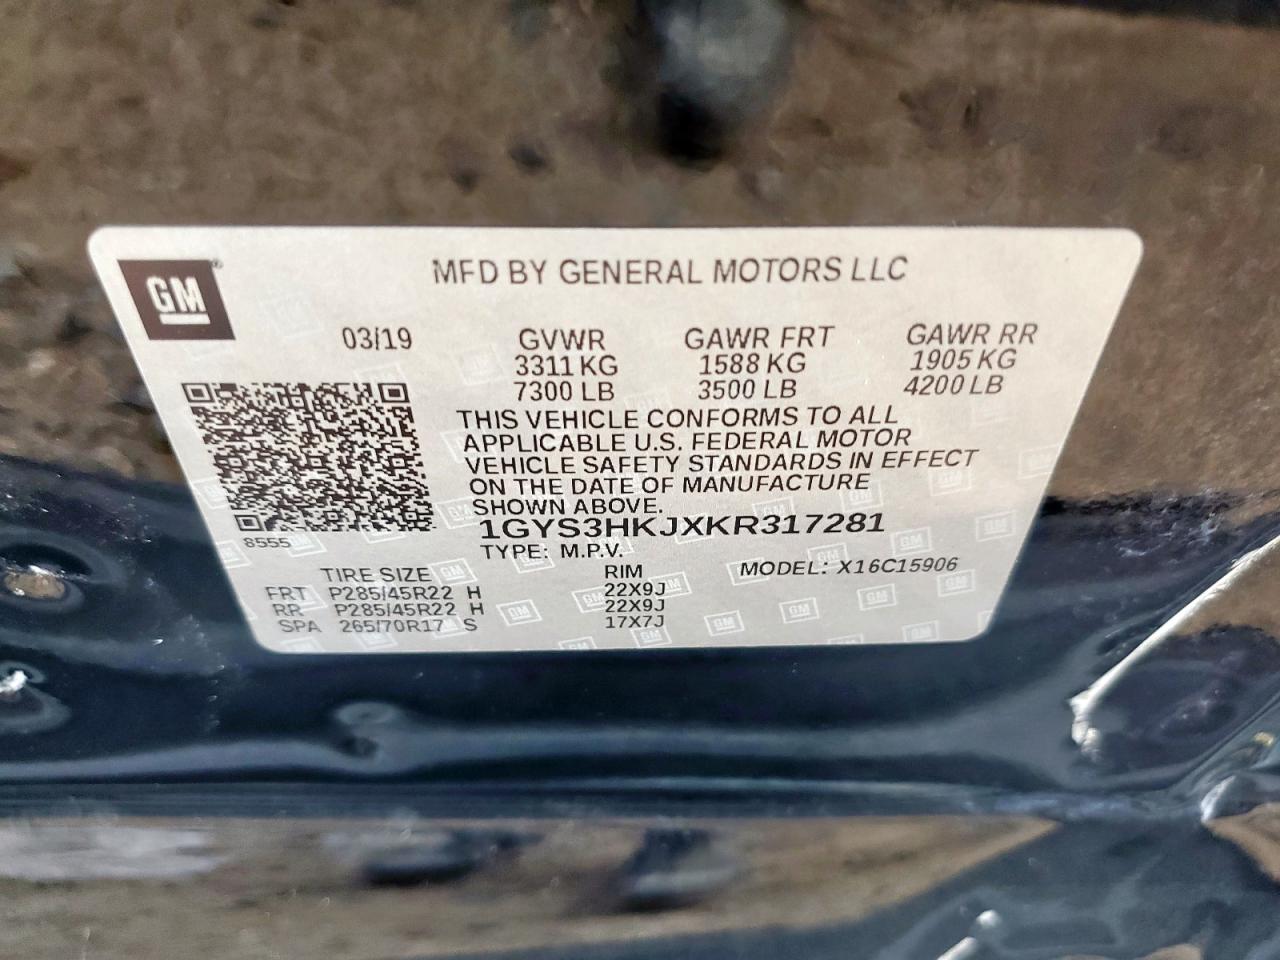 GM
MFD BY GENERAL MOTORS LLC
03/19 GVWR GAWR FRT GAWR RR
3311 KG 1588 KG 1905 KG
7300 LB 3500 LB 4200 LB
THIS VEHICLE CONFORMS TO ALL
APPLICABLE U.S. FEDERAL MOTOR
VEHICLE SAFETY STANDARDS IN EFFECT
ON THE DATE OF MANUFACTURE
SHOWN ABOVE.
1GYS3HKJXKR317281
8555
TYPE: M.P.V.
MODEL: X16C15906
TIRE SIZE RIM
FRT P285/45R22 H 22X9J
RR P285/45R22 H 22X9J
SPA 265/70R17 S 17X7J